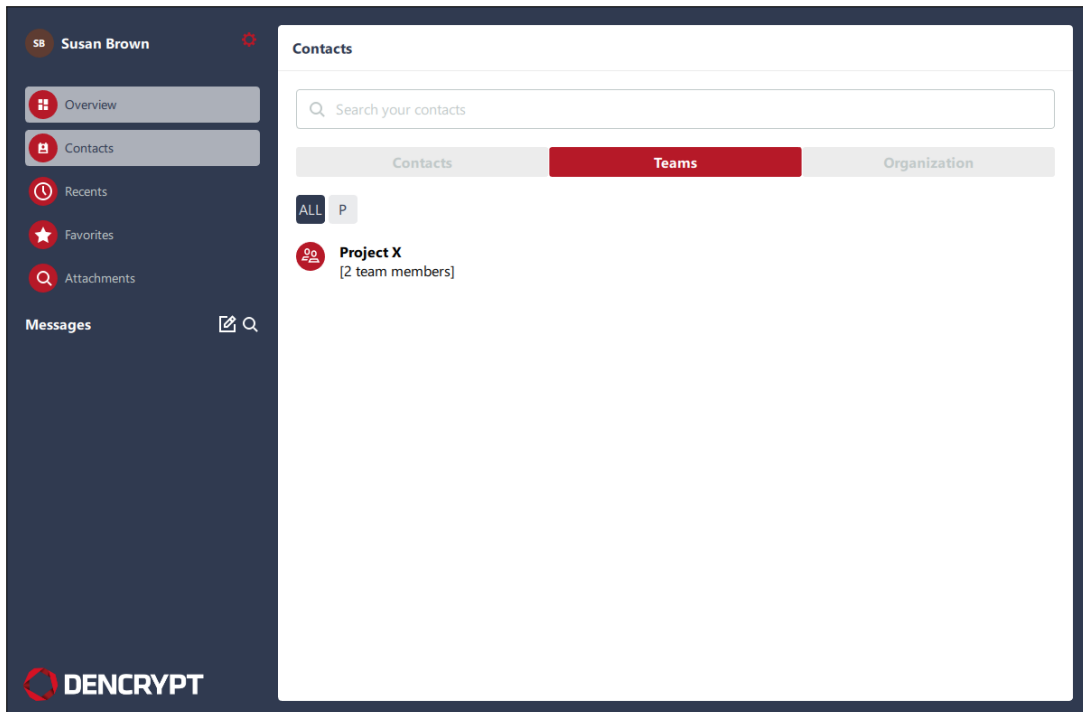 SB Susan Brown
Overview
Contacts
Recents
Favorites
Attachments
Messages
DENCRYPT
Contacts
Search your contacts
Contacts Teams Organization
ALL P
Project X
[2 team members]